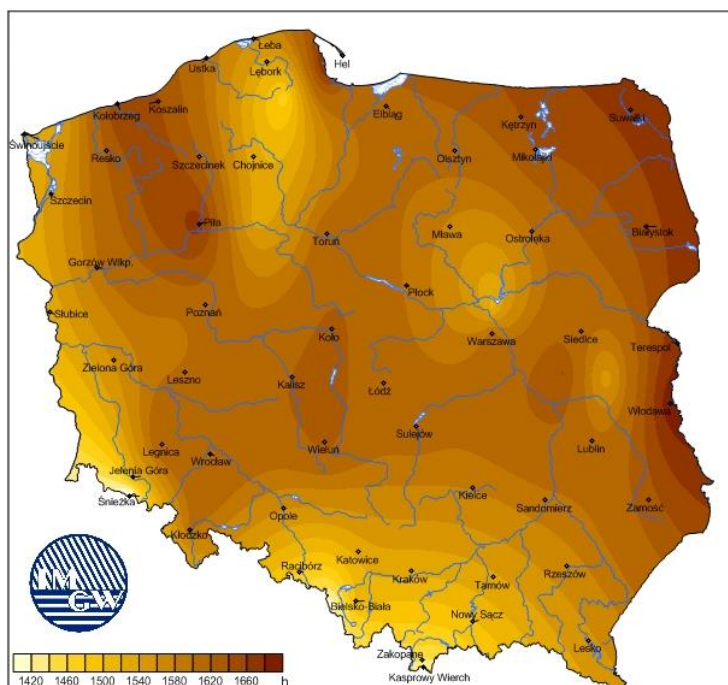 Łeba
Ustka
Lębork
Hel
Kołobrzeg
Koszalin
Elbląg
Kętrzyn
Suwałki
Świnoujście
Resko
Szczecinek
Chojnice
Olsztyn
Mikołajki
Szczecin
Piła
Toruń
Mława
Ostrołęka
Białystok
Gorzów Wlkp.
Płock
Słubice
Poznań
Koło
Warszawa
Siedlce
Terespol
Zielona Góra
Leszno
Kalisz
Łódź
Włodawa
Legnica
Wrocław
Wieluń
Sulejów
Lublin
Jelenia Góra
Śnieżka
Kielce
Sandomierz
Zamość
Kłodzko
Opole
Racibórz
Katowice
Kraków
Tarnów
Rzeszów
IM
GW
Bielsko-Biała
Nowy Sącz
Lesko
Zakopane
Kasprowy Wierch
1420 1460 1500 1540 1580 1620 1660 h